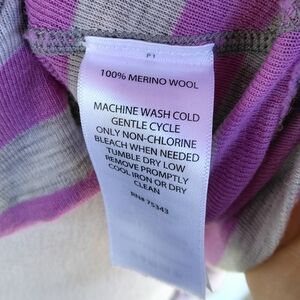 100% MERINO WOOL
MACHINE WASH COLD
GENTLE CYCLE
ONLY NON-CHLORINE
BLEACH WHEN NEEDED
TUMBLE DRY LOW
REMOVE PROMPTLY
COOL IRON OR DRY
CLEAN
RN# 75343